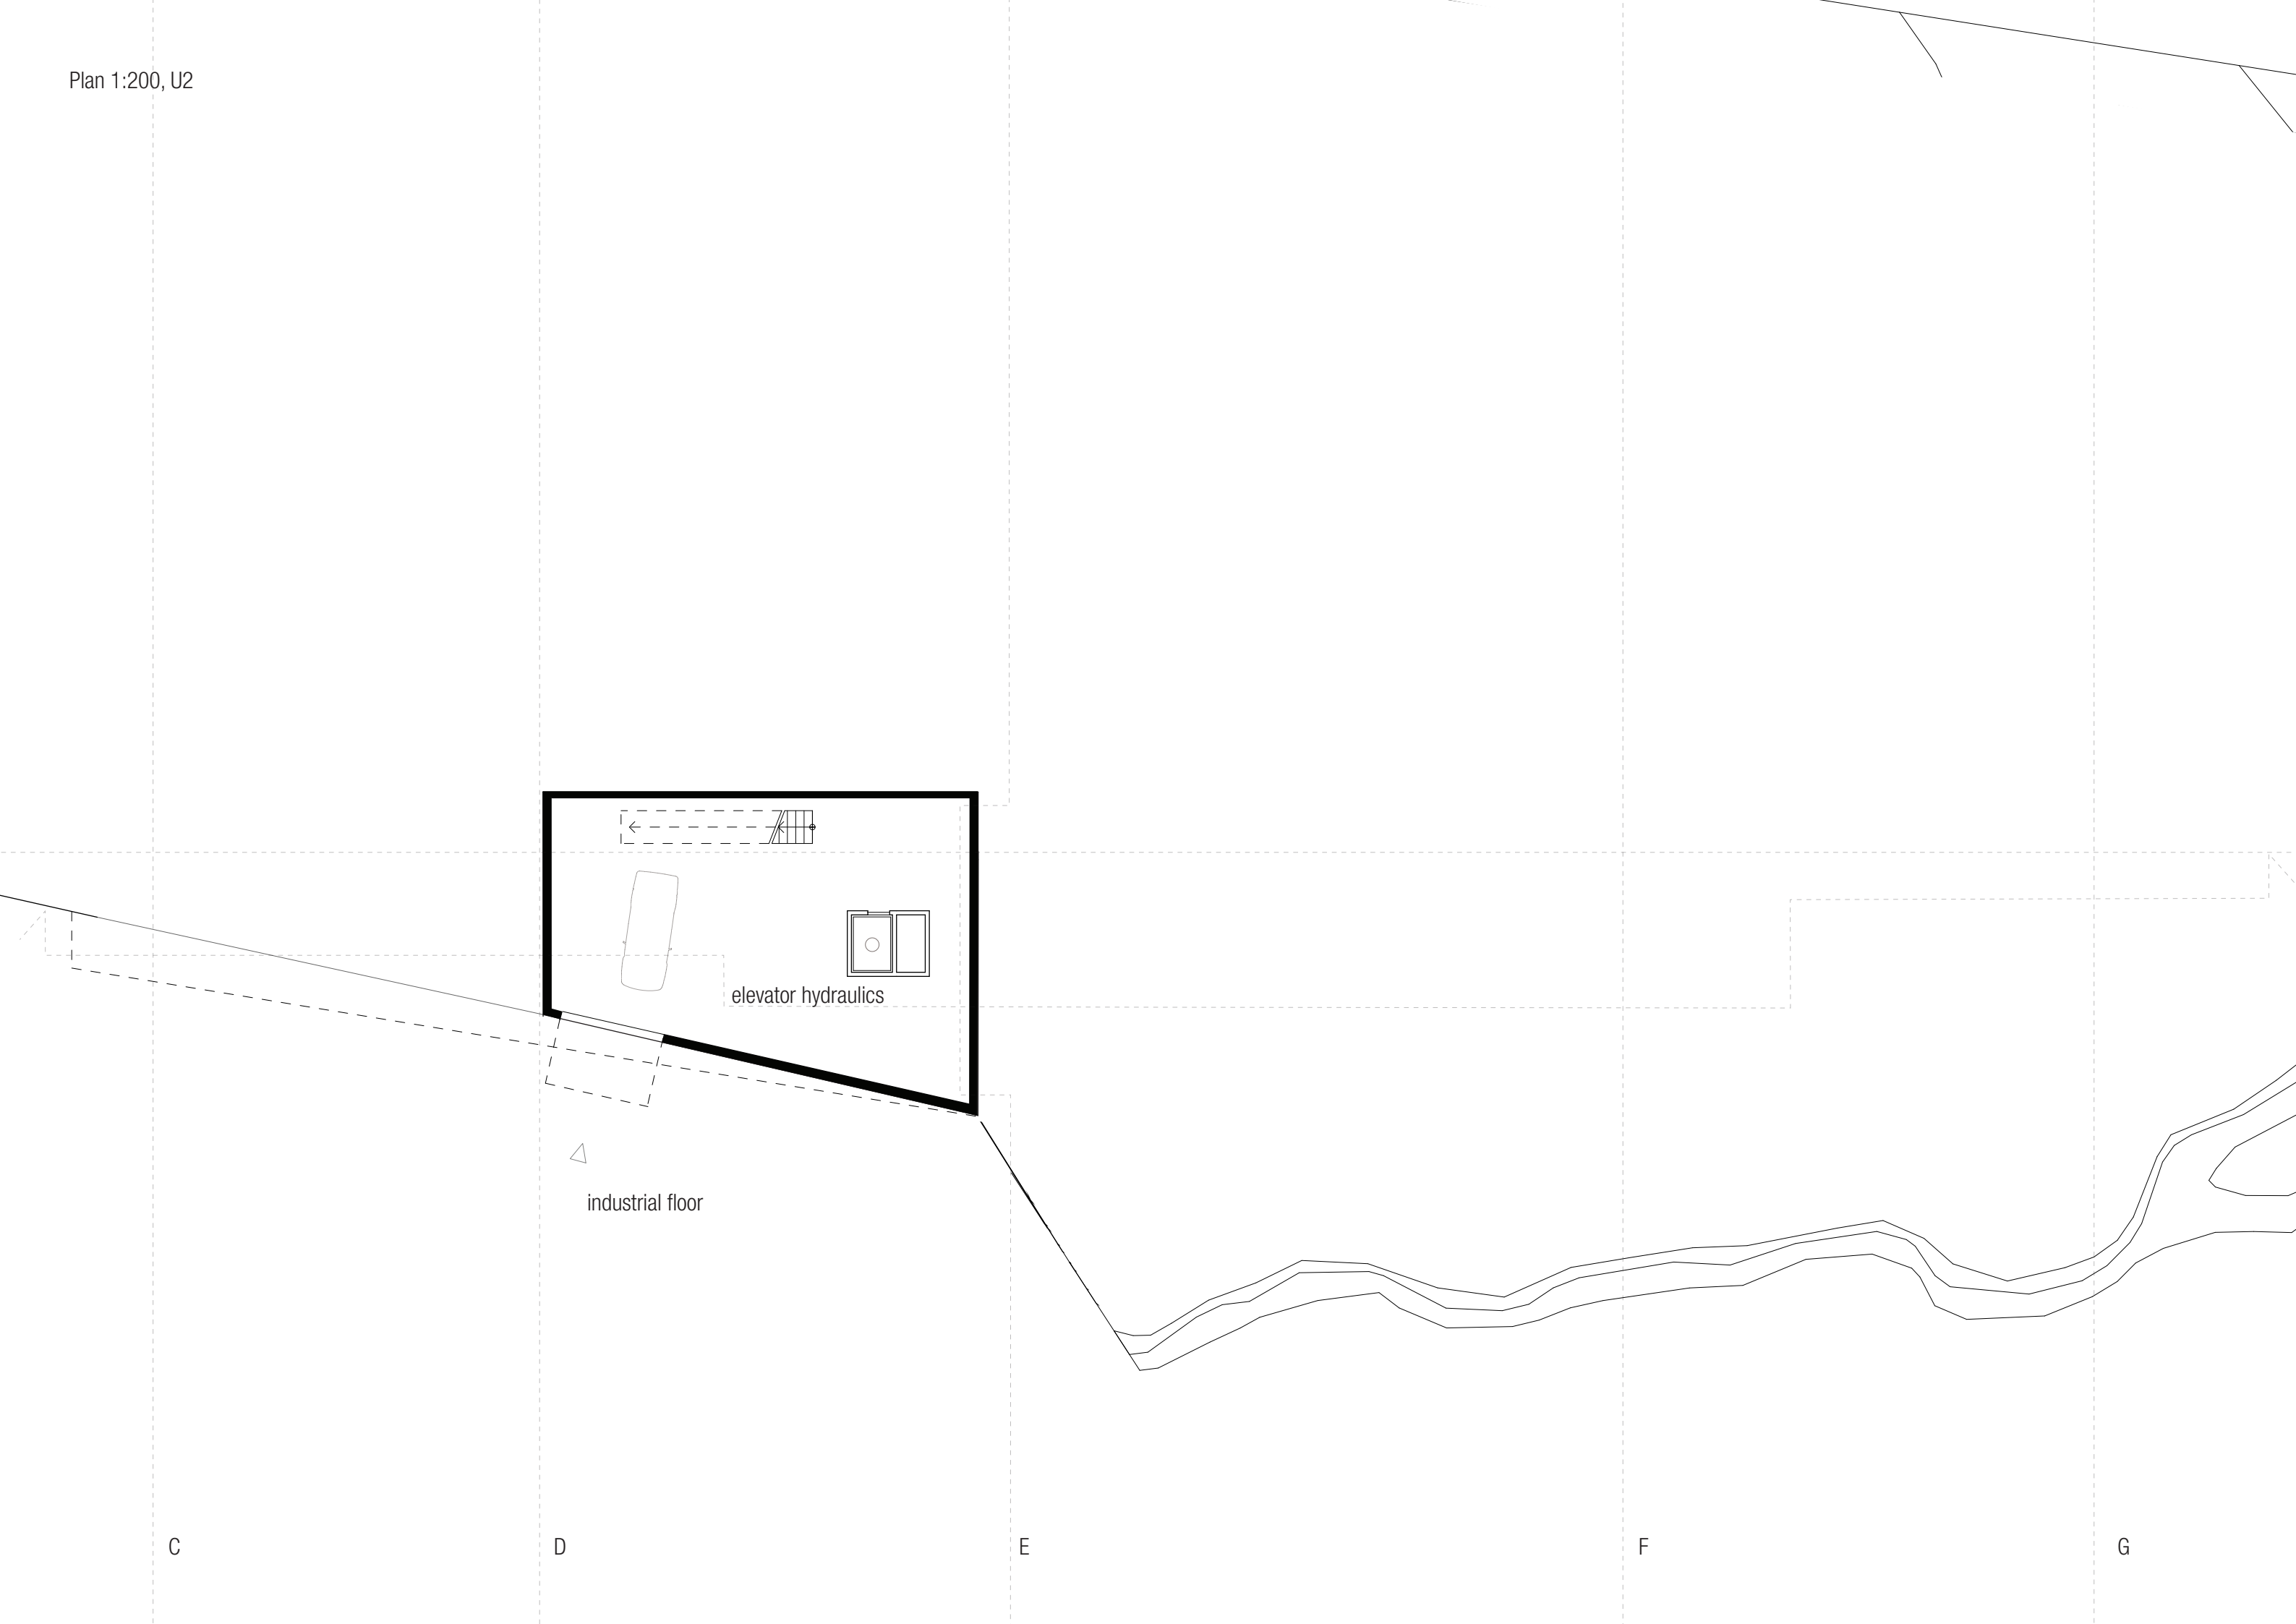 Plan 1:200, U2
elevator hydraulics
industrial floor
C
D
E
F
G